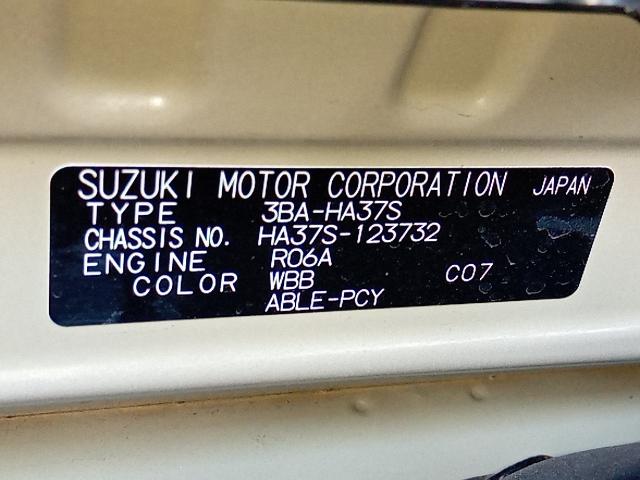 SUZUKI MOTOR CORPORATION JAPAN
TYPE 3BA-HA37S
CHASSIS NO. HA37S-123732
ENGINE R06A
COLOR WBB C07
ABLE-PCY